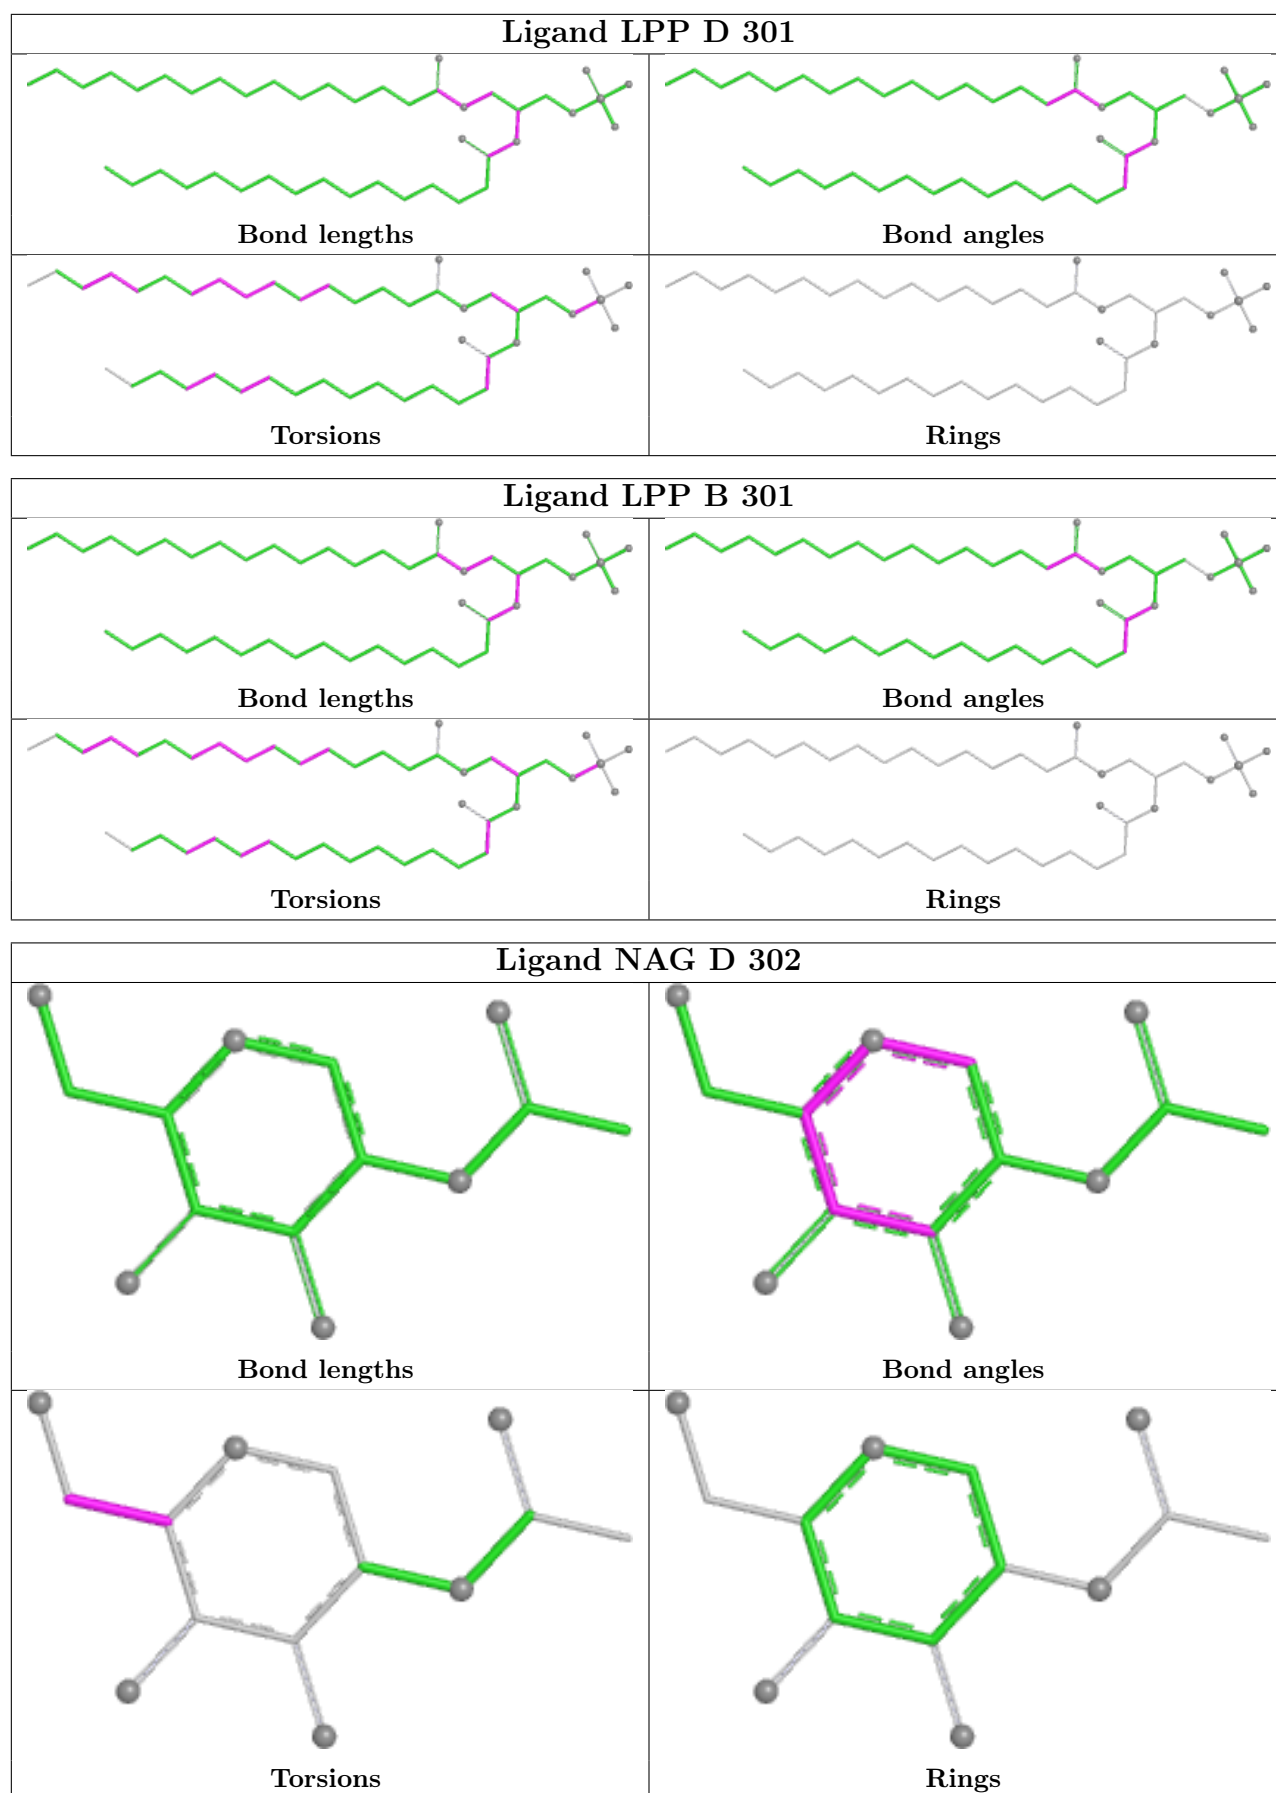 Ligand LPP D 301
Bond lengths
Bond angles
Torsions
Rings
Ligand LPP B 301
Bond lengths
Bond angles
Torsions
Rings
Ligand NAG D 302
Bond lengths
Bond angles
Torsions
Rings